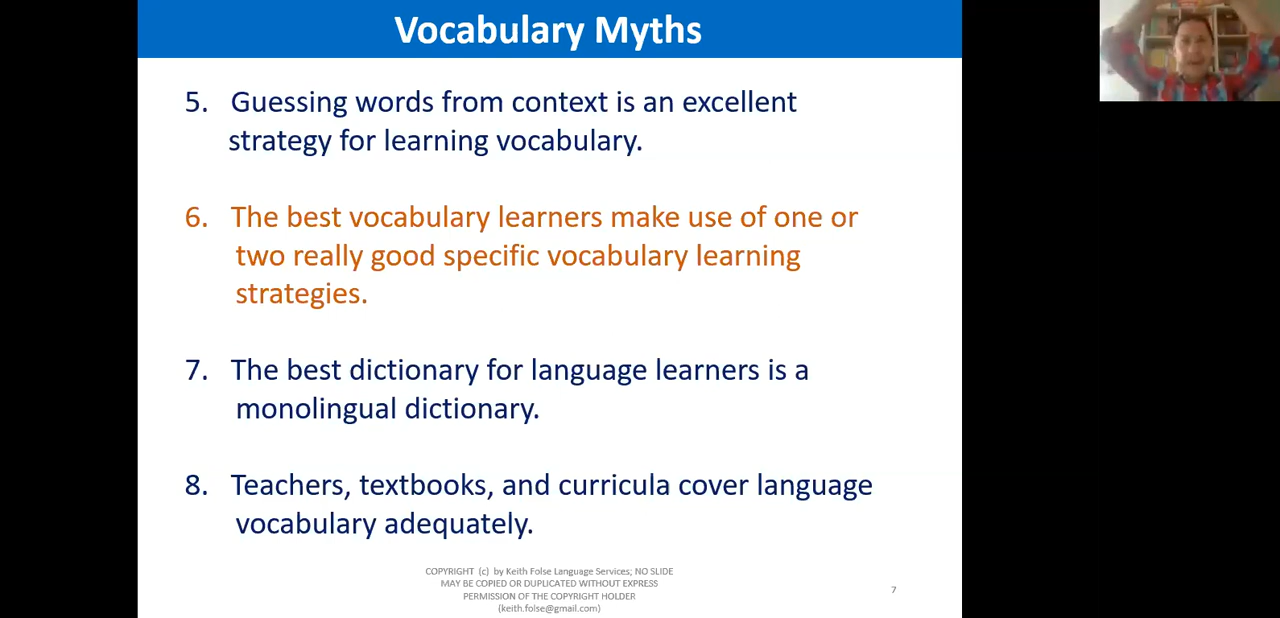 Vocabulary Myths
5. Guessing words from context is an excellent
strategy for learning vocabulary.
6. The best vocabulary learners make use of one or
two really good specific vocabulary learning
strategies.
7. The best dictionary for language learners is a
monolingual dictionary.
8. Teachers, textbooks, and curricula cover language
vocabulary adequately.
COPYRIGHT (c) by Keith Folse Language Services; NO SLIDE
MAY BE COPIED OR DUPLICATED WITHOUT EXPRESS
PERMISSION OF THE COPYRIGHT HOLDER
(keith.folse@gmail.com)
7